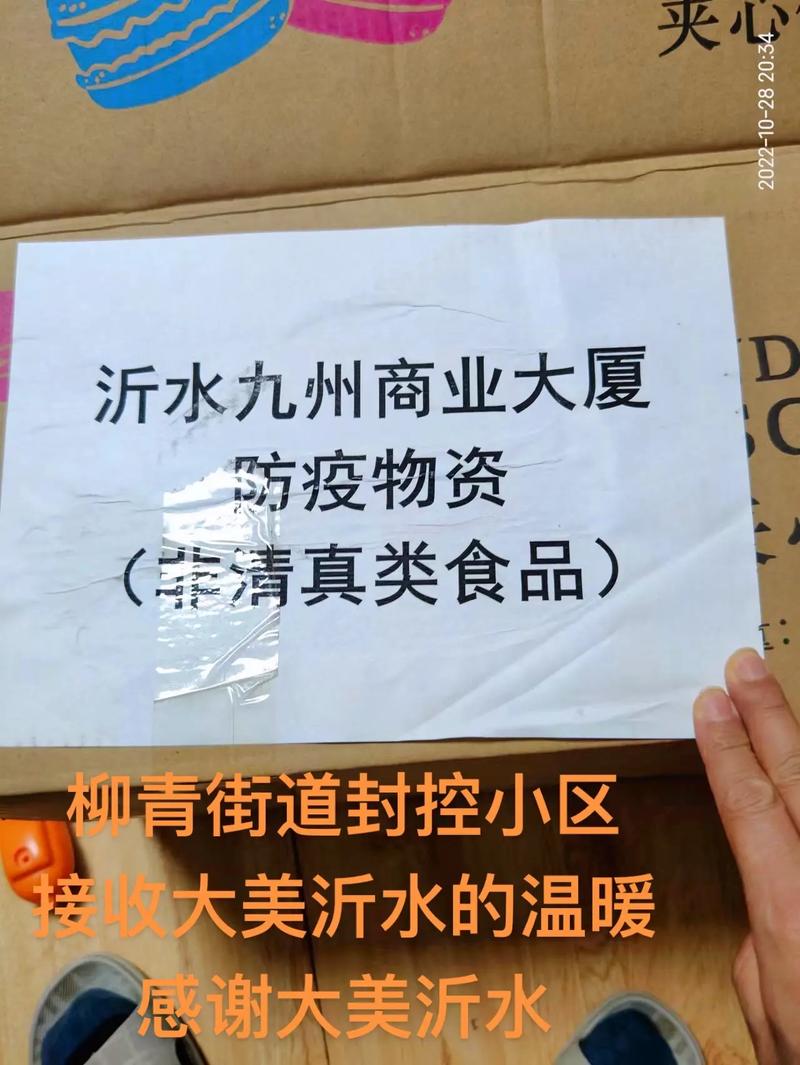 夹心
2022-10-28 20:34
沂水九州商业大厦
防疫物资
（非清真类食品）
柳青街道封控小区
接收大美沂水的温暖
感谢大美沂水